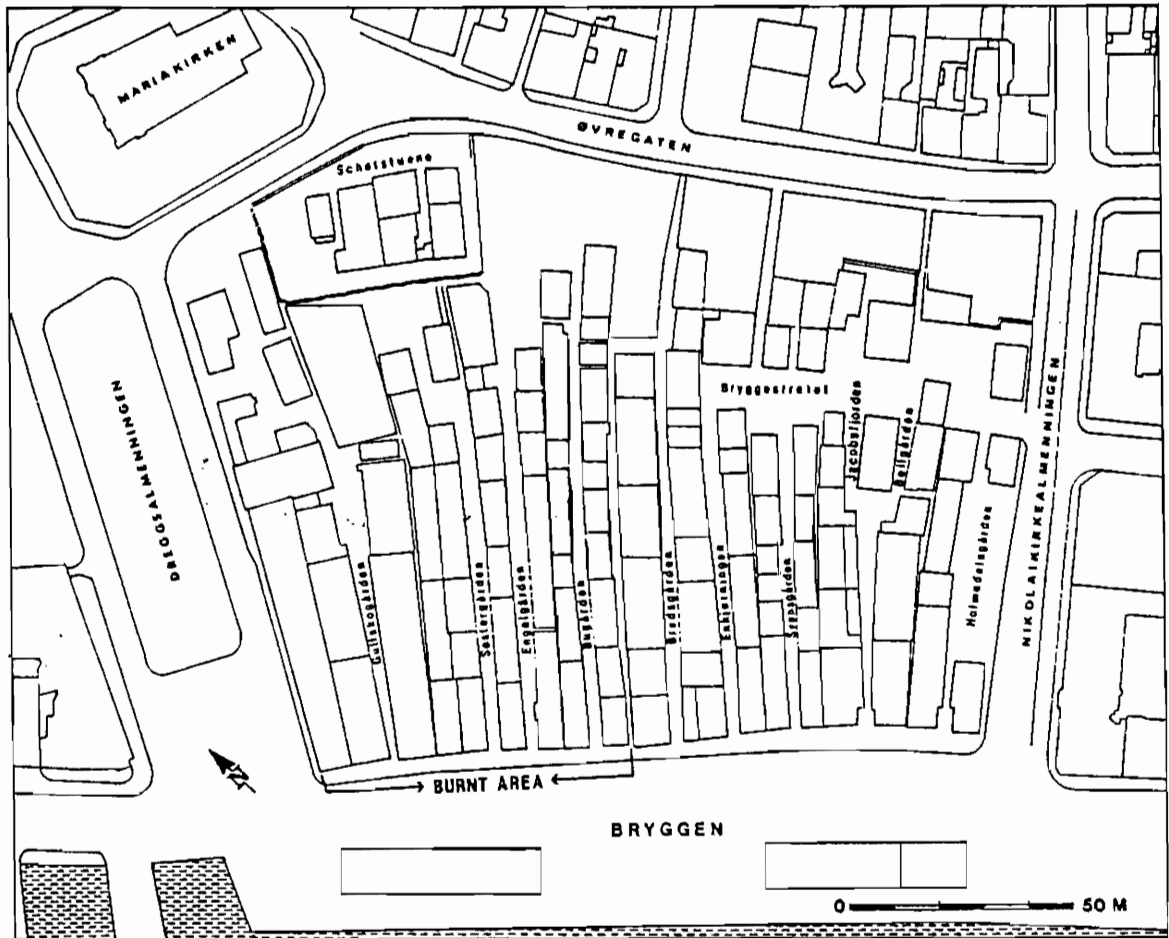 MARIAKIRKEN
ØVREGATEN
Schøtstuene
DREGGSALMENNINGEN
Bryggestretet
Jacobsfjorden
Bellgården
NIKOLAIKIRKEALMENNINGEN
Holmedalsgården
Gullskogården
Søstergården
Engelgården
Bugården
Bredsgården
Enhjørningen
Svensgården
N
BURNT AREA
BRYGGEN
0 50 M